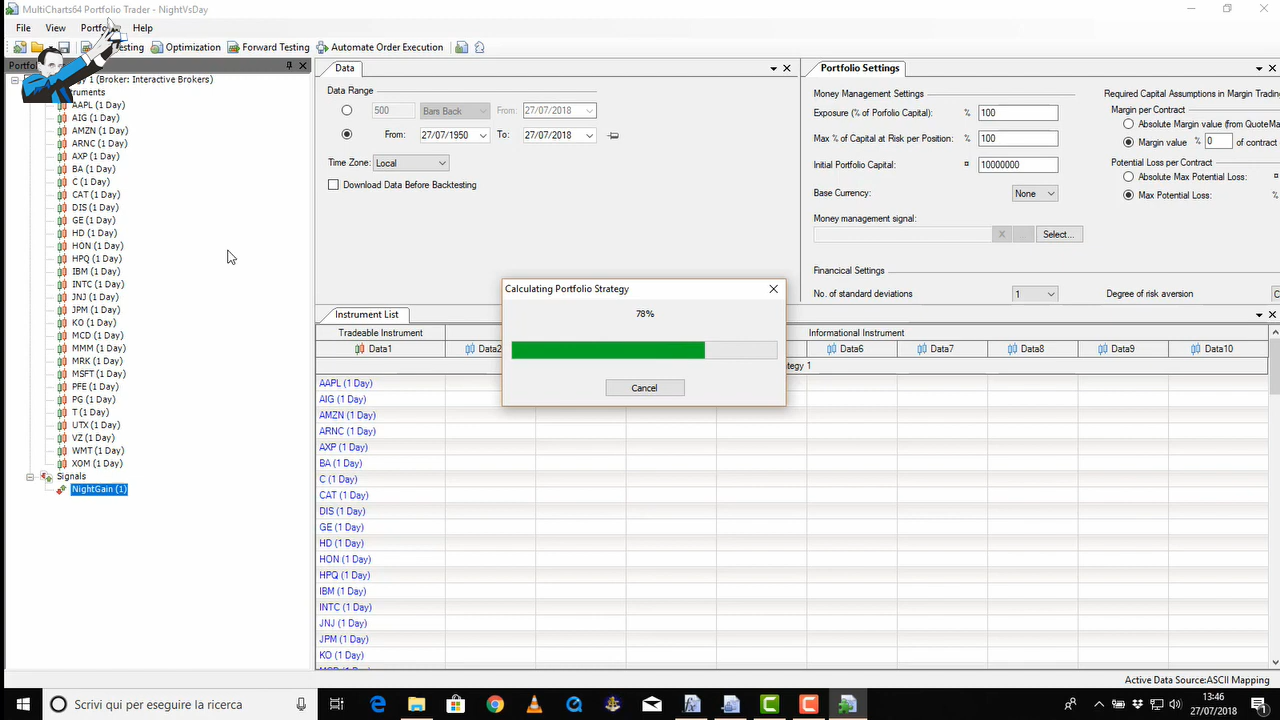 MultiCharts64 Portfolio Trader - NightVsDay
File View Help
Optimization Forward Testing Automate Order Execution
(Broker: Interactive Brokers)
AAPL (1 Day)
AIG (1 Day)
AMZN (1 Day)
ARNC (1 Day)
AXP (1 Day)
BA (1 Day)
C (1 Day)
CAT (1 Day)
DIS (1 Day)
GE (1 Day)
HD (1 Day)
HON (1 Day)
HPQ (1 Day)
IBM (1 Day)
INTC (1 Day)
JNJ (1 Day)
JPM (1 Day)
KO (1 Day)
MCD (1 Day)
MMM (1 Day)
MRK (1 Day)
MSFT (1 Day)
PFE (1 Day)
PG (1 Day)
T (1 Day)
UTX (1 Day)
VZ (1 Day)
WMT (1 Day)
XOM (1 Day)
Signals
NightGain (1)
Data
Data Range
500 Bars Back From: 27/07/2018
From: 27/07/1950 To: 27/07/2018
Time Zone: Local
Download Data Before Backtesting
Portfolio Settings
Money Management Settings
Exposure (% of Porfolio Capital): % 100
Max % of Capital at Risk per Position: % 100
Initial Portfolio Capital: ¤ 10000000
Base Currency: None
Money management signal:
X ... Select...
Financical Settings
No. of standard deviations 1
Required Capital Assumptions in Margin Trading
Margin per Contract
Absolute Margin value (from QuoteMa
Margin value % 0 of contract
Potential Loss per Contract
Absolute Max Potential Loss: ¤
Max Potential Loss: %
Degree of risk aversion
Calculating Portfolio Strategy
78%
Cancel
Instrument List
Tradeable Instrument Informational Instrument
Data1 Data2 Data6 Data7 Data8 Data9 Data10
tegy 1
AAPL (1 Day)
AIG (1 Day)
AMZN (1 Day)
ARNC (1 Day)
AXP (1 Day)
BA (1 Day)
C (1 Day)
CAT (1 Day)
DIS (1 Day)
GE (1 Day)
HD (1 Day)
HON (1 Day)
HPQ (1 Day)
IBM (1 Day)
INTC (1 Day)
JNJ (1 Day)
JPM (1 Day)
KO (1 Day)
Active Data Source:ASCII Mapping
Scrivi qui per eseguire la ricerca
13:46
27/07/2018